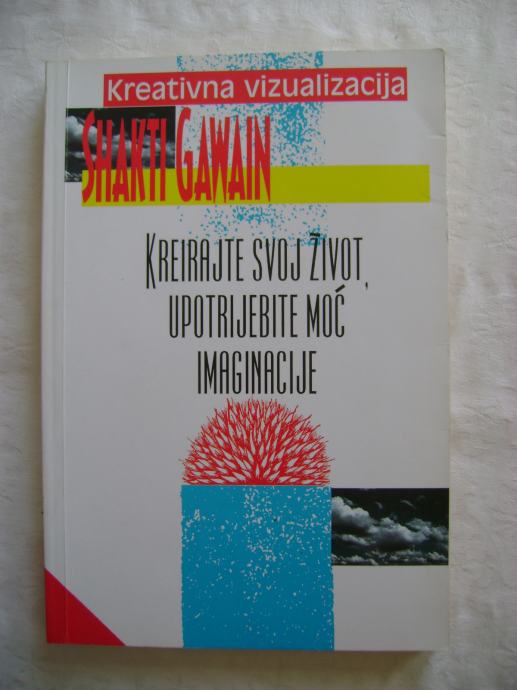 Kreativna vizualizacija
SHAKTI GAWAIN
KREIRAJTE SVOJ ŽIVOT,
UPOTRIJEBITE MOĆ
IMAGINACIJE